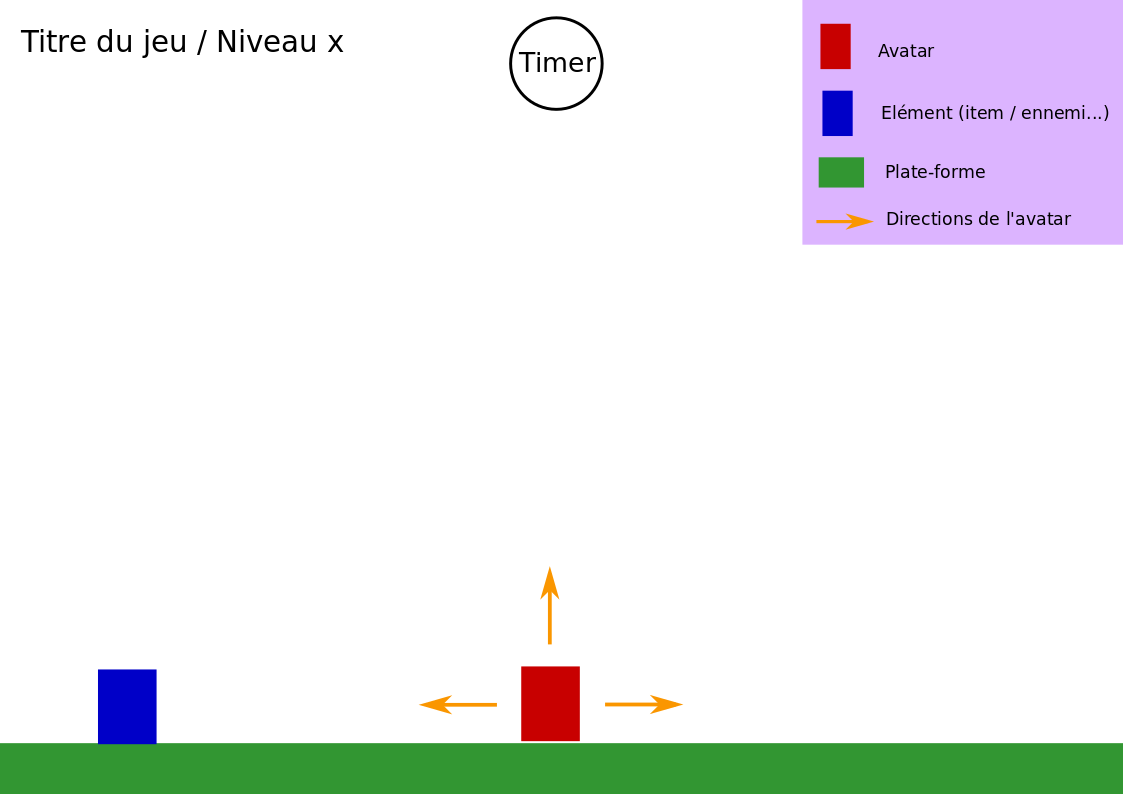 Titre du jeu / Niveau x
Timer
Avatar
Elément (item / ennemi...)
Plate-forme
Directions de l'avatar